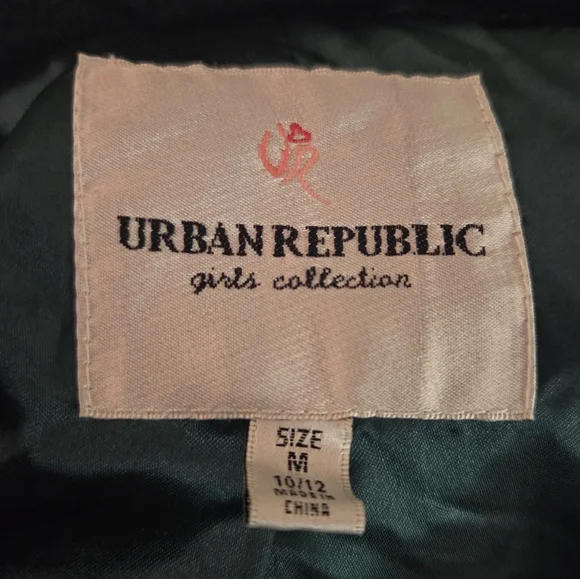 UR
URBAN REPUBLIC
girls collection
SIZE
M
10/12
MADE IN
CHINA